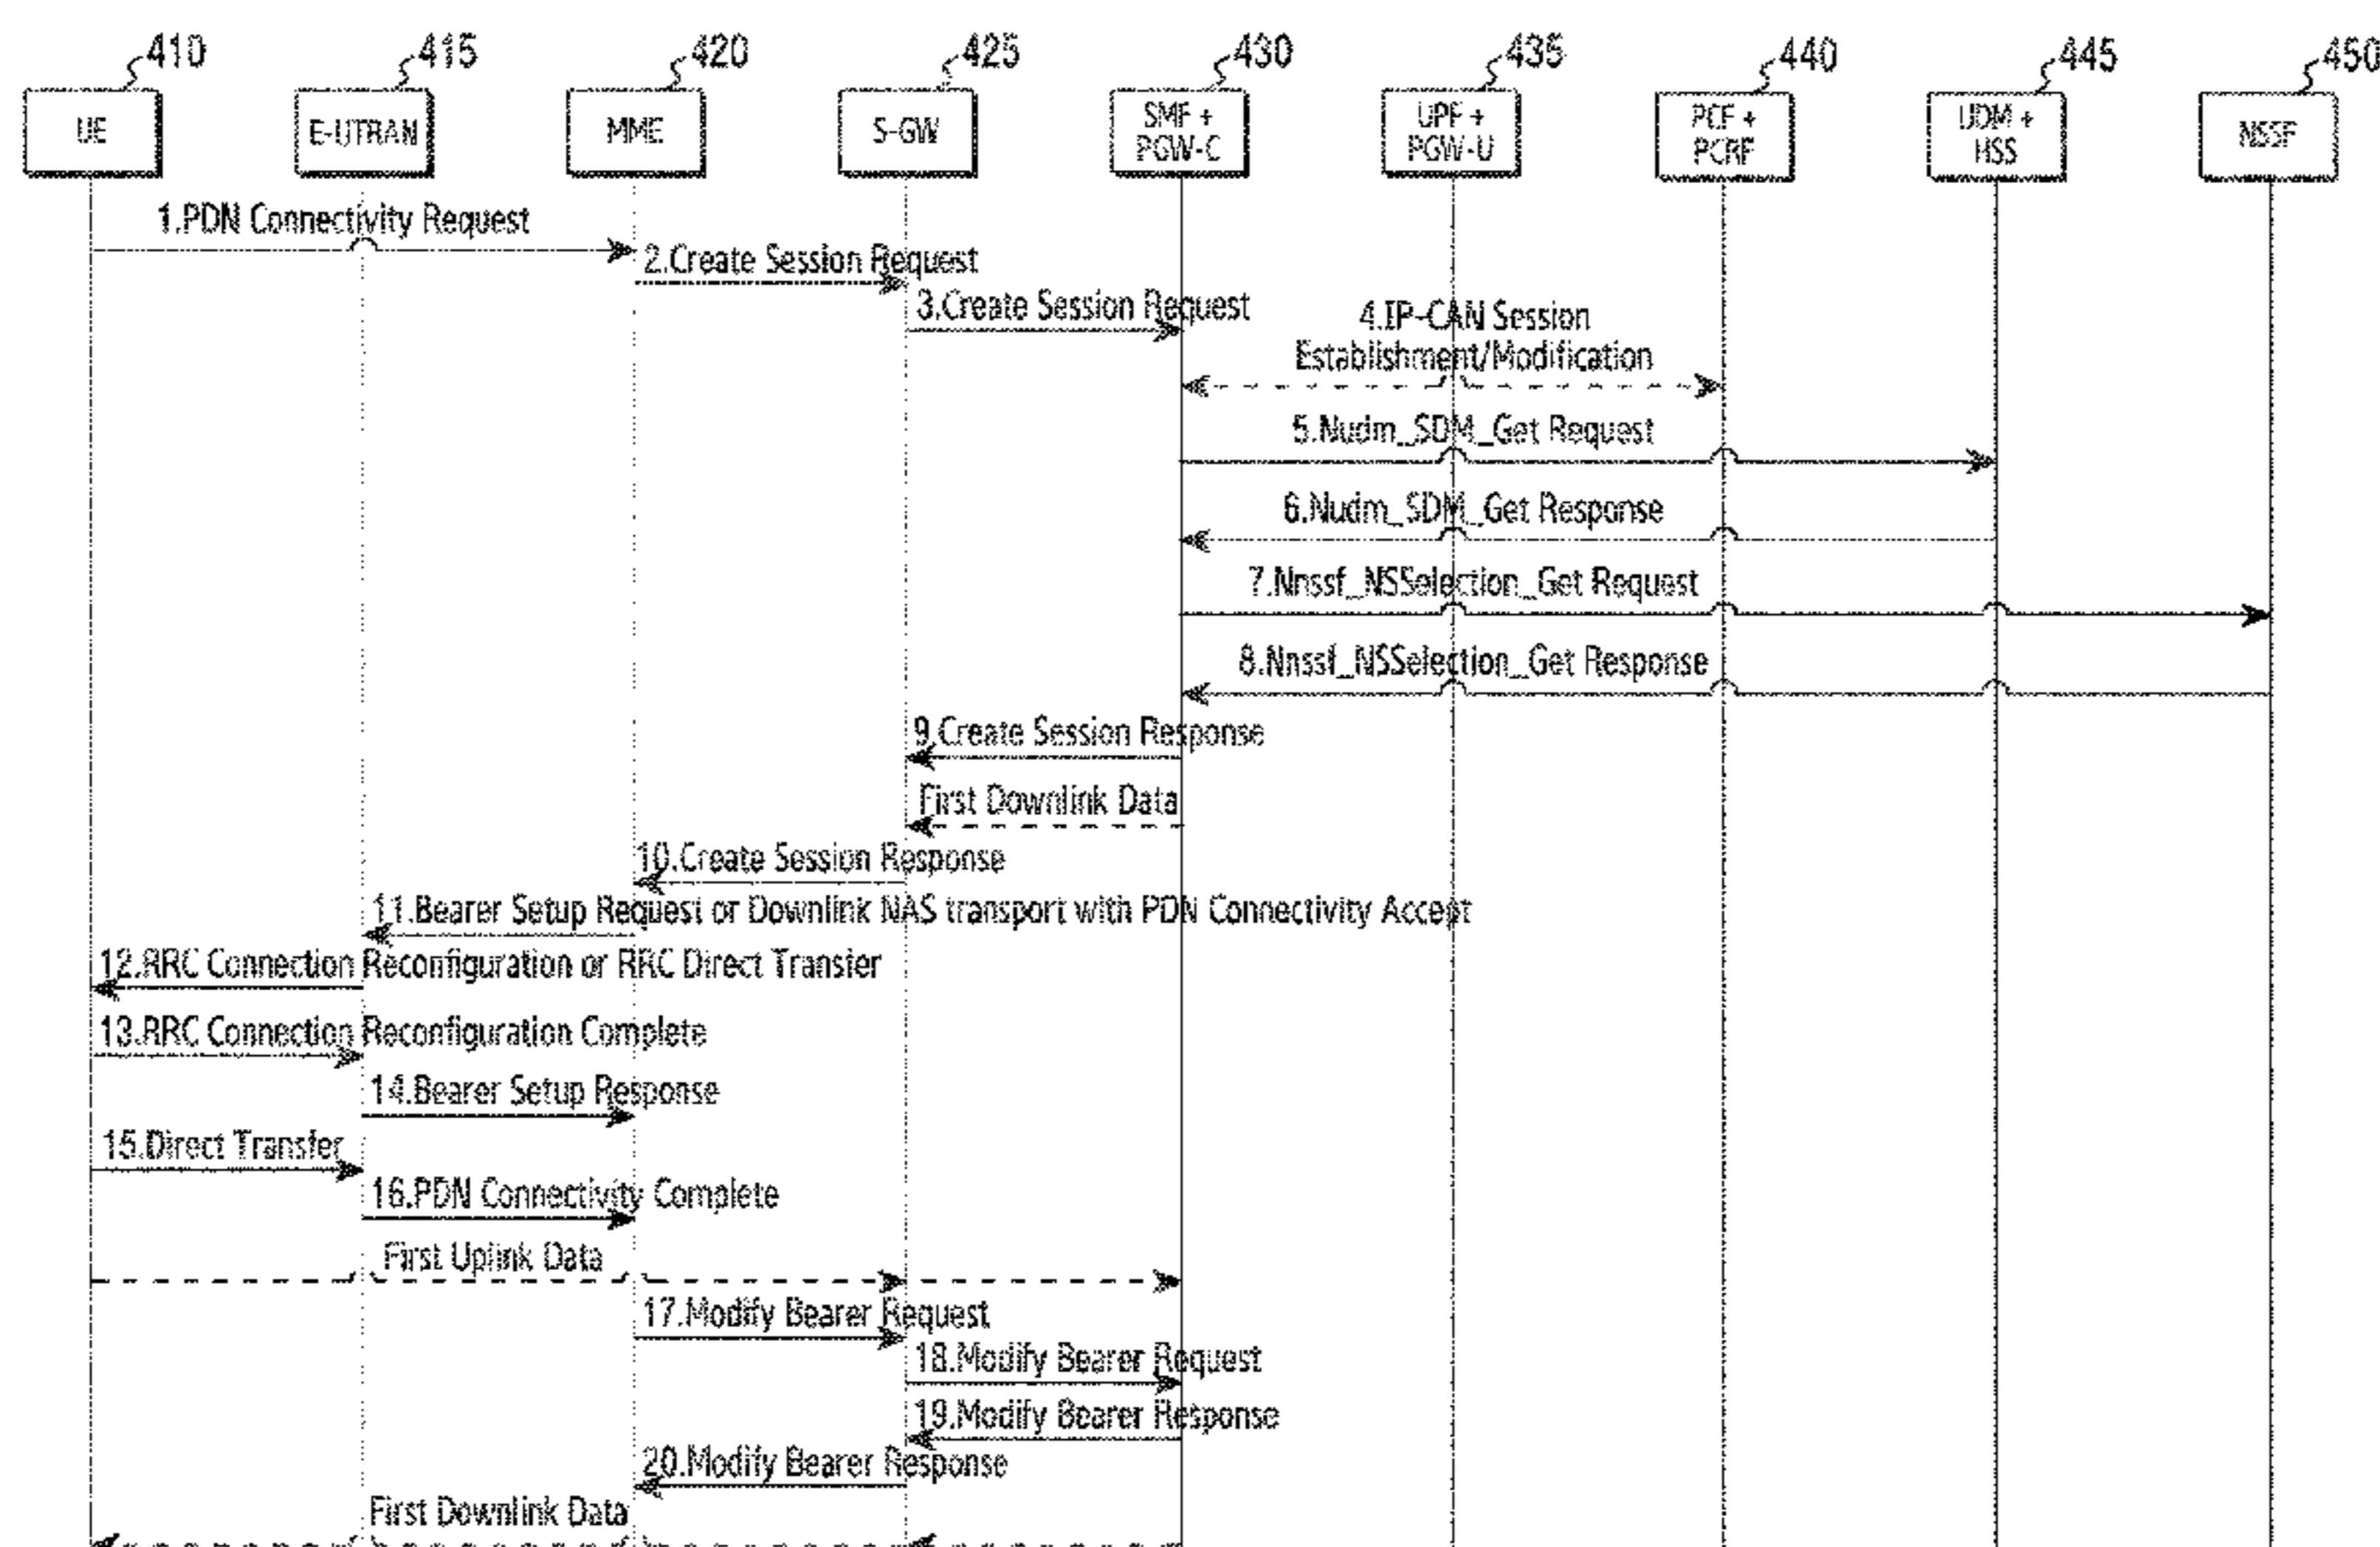 410
415
420
425
430
435
440
445
450
UE
E-UTRAN
MME
S-GW
SMF +
PGW-C
UPF +
PGW-U
PCF +
PCRF
UDM +
HSS
NSSF
1.PDN Connectivity Request
2.Create Session Request
3.Create Session Request
4.IP-CAN Session
Establishment/Modification
5.Nudm_SDM_Get Request
6.Nudm_SDM_Get Response
7.Nnssf_NSSelection_Get Request
8.Nnssf_NSSelection_Get Response
9.Create Session Response
First Downlink Data
10.Create Session Response
11.Bearer Setup Request or Downlink NAS transport with PDN Connectivity Accept
12.RRC Connection Reconfiguration or RRC Direct Transfer
13.RRC Connection Reconfiguration Complete
14.Bearer Setup Response
15.Direct Transfer
16.PDN Connectivity Complete
First Uplink Data
17.Modify Bearer Request
18.Modify Bearer Request
19.Modify Bearer Response
20.Modify Bearer Response
First Downlink Data